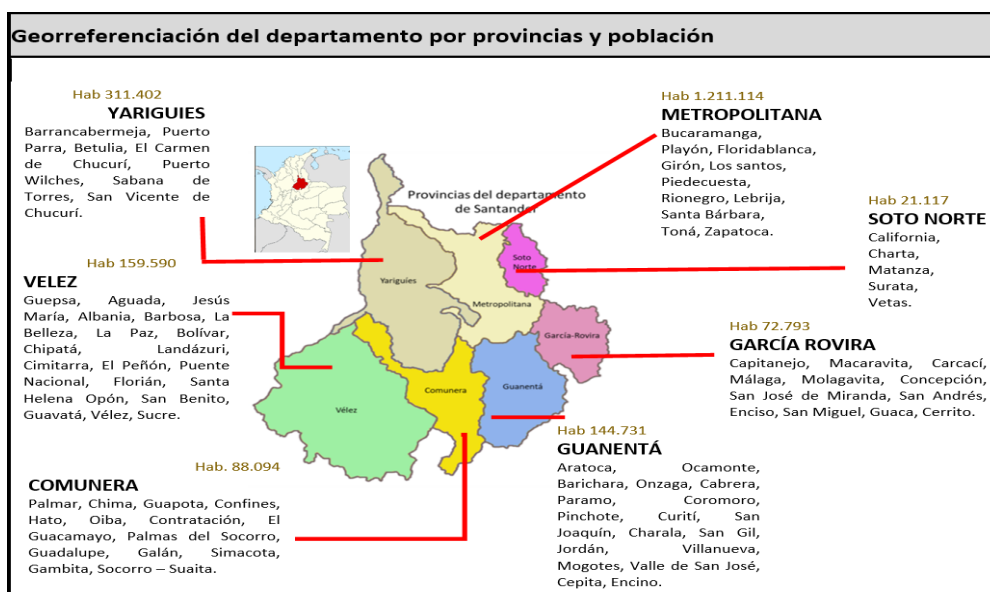 Georreferenciación del departamento por provincias y población
Hab 311.402
YARIGUIES
Barrancabermeja, Puerto
Parra, Betulia, El Carmen
de Chucurí, Puerto
Wilches, Sabana de
Torres, San Vicente de
Chucurí.
Hab 1.211.114
METROPOLITANA
Bucaramanga,
Playón, Floridablanca,
Girón, Los santos,
Piedecuesta,
Rionegro, Lebrija,
Santa Bárbara,
Toná, Zapatoca.
Provincias del departamento
de Santander
Hab 21.117
SOTO NORTE
California,
Charta,
Matanza,
Surata,
Vetas.
Hab 159.590
VELEZ
Guepsa, Aguada, Jesús
María, Albania, Barbosa, La
Belleza, La Paz, Bolívar,
Chipatá, Landázuri,
Cimitarra, El Peñón, Puente
Nacional, Florián, Santa
Helena Opón, San Benito,
Guavatá, Vélez, Sucre.
Soto
Norte
Yariguíes
Metropolitana
García-Rovira
Comunera
Guanentá
Vélez
Hab 72.793
GARCÍA ROVIRA
Capitanejo, Macaravita, Carcací,
Málaga, Molagavita, Concepción,
San José de Miranda, San Andrés,
Enciso, San Miguel, Guaca, Cerrito.
Hab. 88.094
COMUNERA
Palmar, Chima, Guapota, Confines,
Hato, Oiba, Contratación, El
Guacamayo, Palmas del Socorro,
Guadalupe, Galán, Simacota,
Gambita, Socorro – Suaita.
Hab 144.731
GUANENTÁ
Aratoca, Ocamonte,
Barichara, Onzaga, Cabrera,
Paramo, Coromoro,
Pinchote, Curití, San
Joaquín, Charala, San Gil,
Jordán, Villanueva,
Mogotes, Valle de San José,
Cepita, Encino.